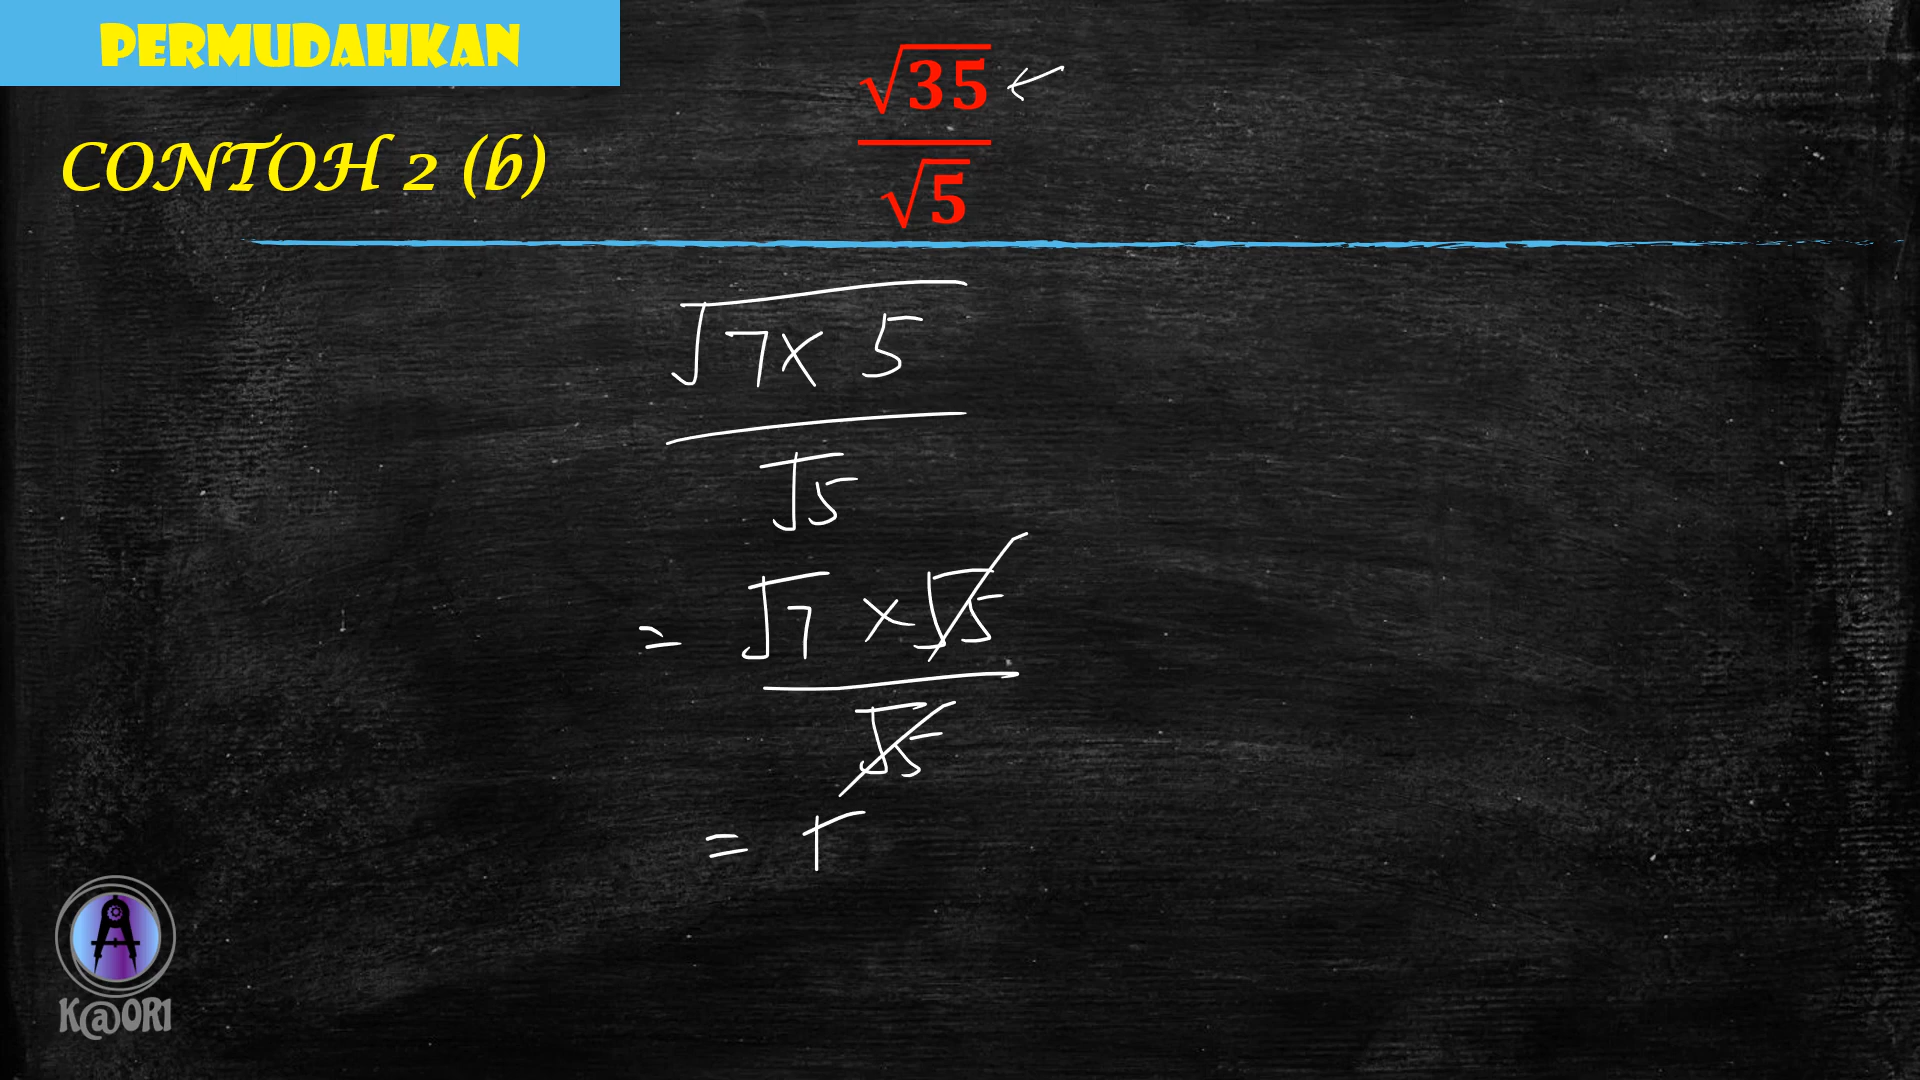 PERMUDAHKAN
CONTOH 2 (b)
√35
√5
√7 × 5
√5
= √7 × √5
√5
=
K@ORI